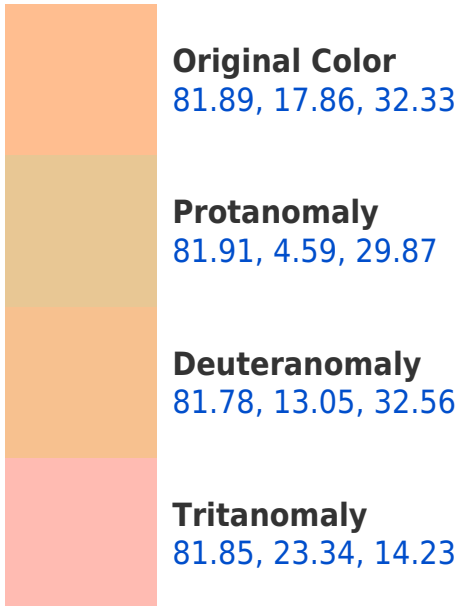 Original Color
81.89, 17.86, 32.33
Protanomaly
81.91, 4.59, 29.87
Deuteranomaly
81.78, 13.05, 32.56
Tritanomaly
81.85, 23.34, 14.23